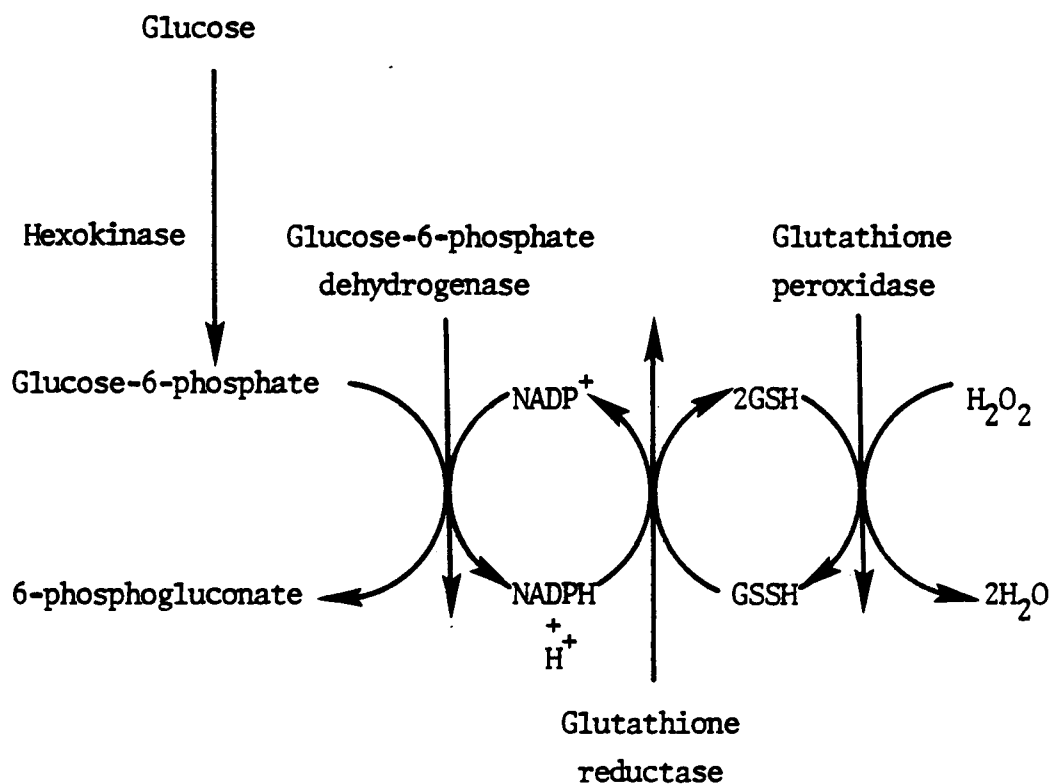 Glucose
Hexokinase
Glucose-6-phosphate
dehydrogenase
Glutathione
peroxidase
Glucose-6-phosphate
NADP+
2GSH
H2O2
6-phosphogluconate
NADPH
+
H+
GSSH
2H2O
Glutathione
reductase